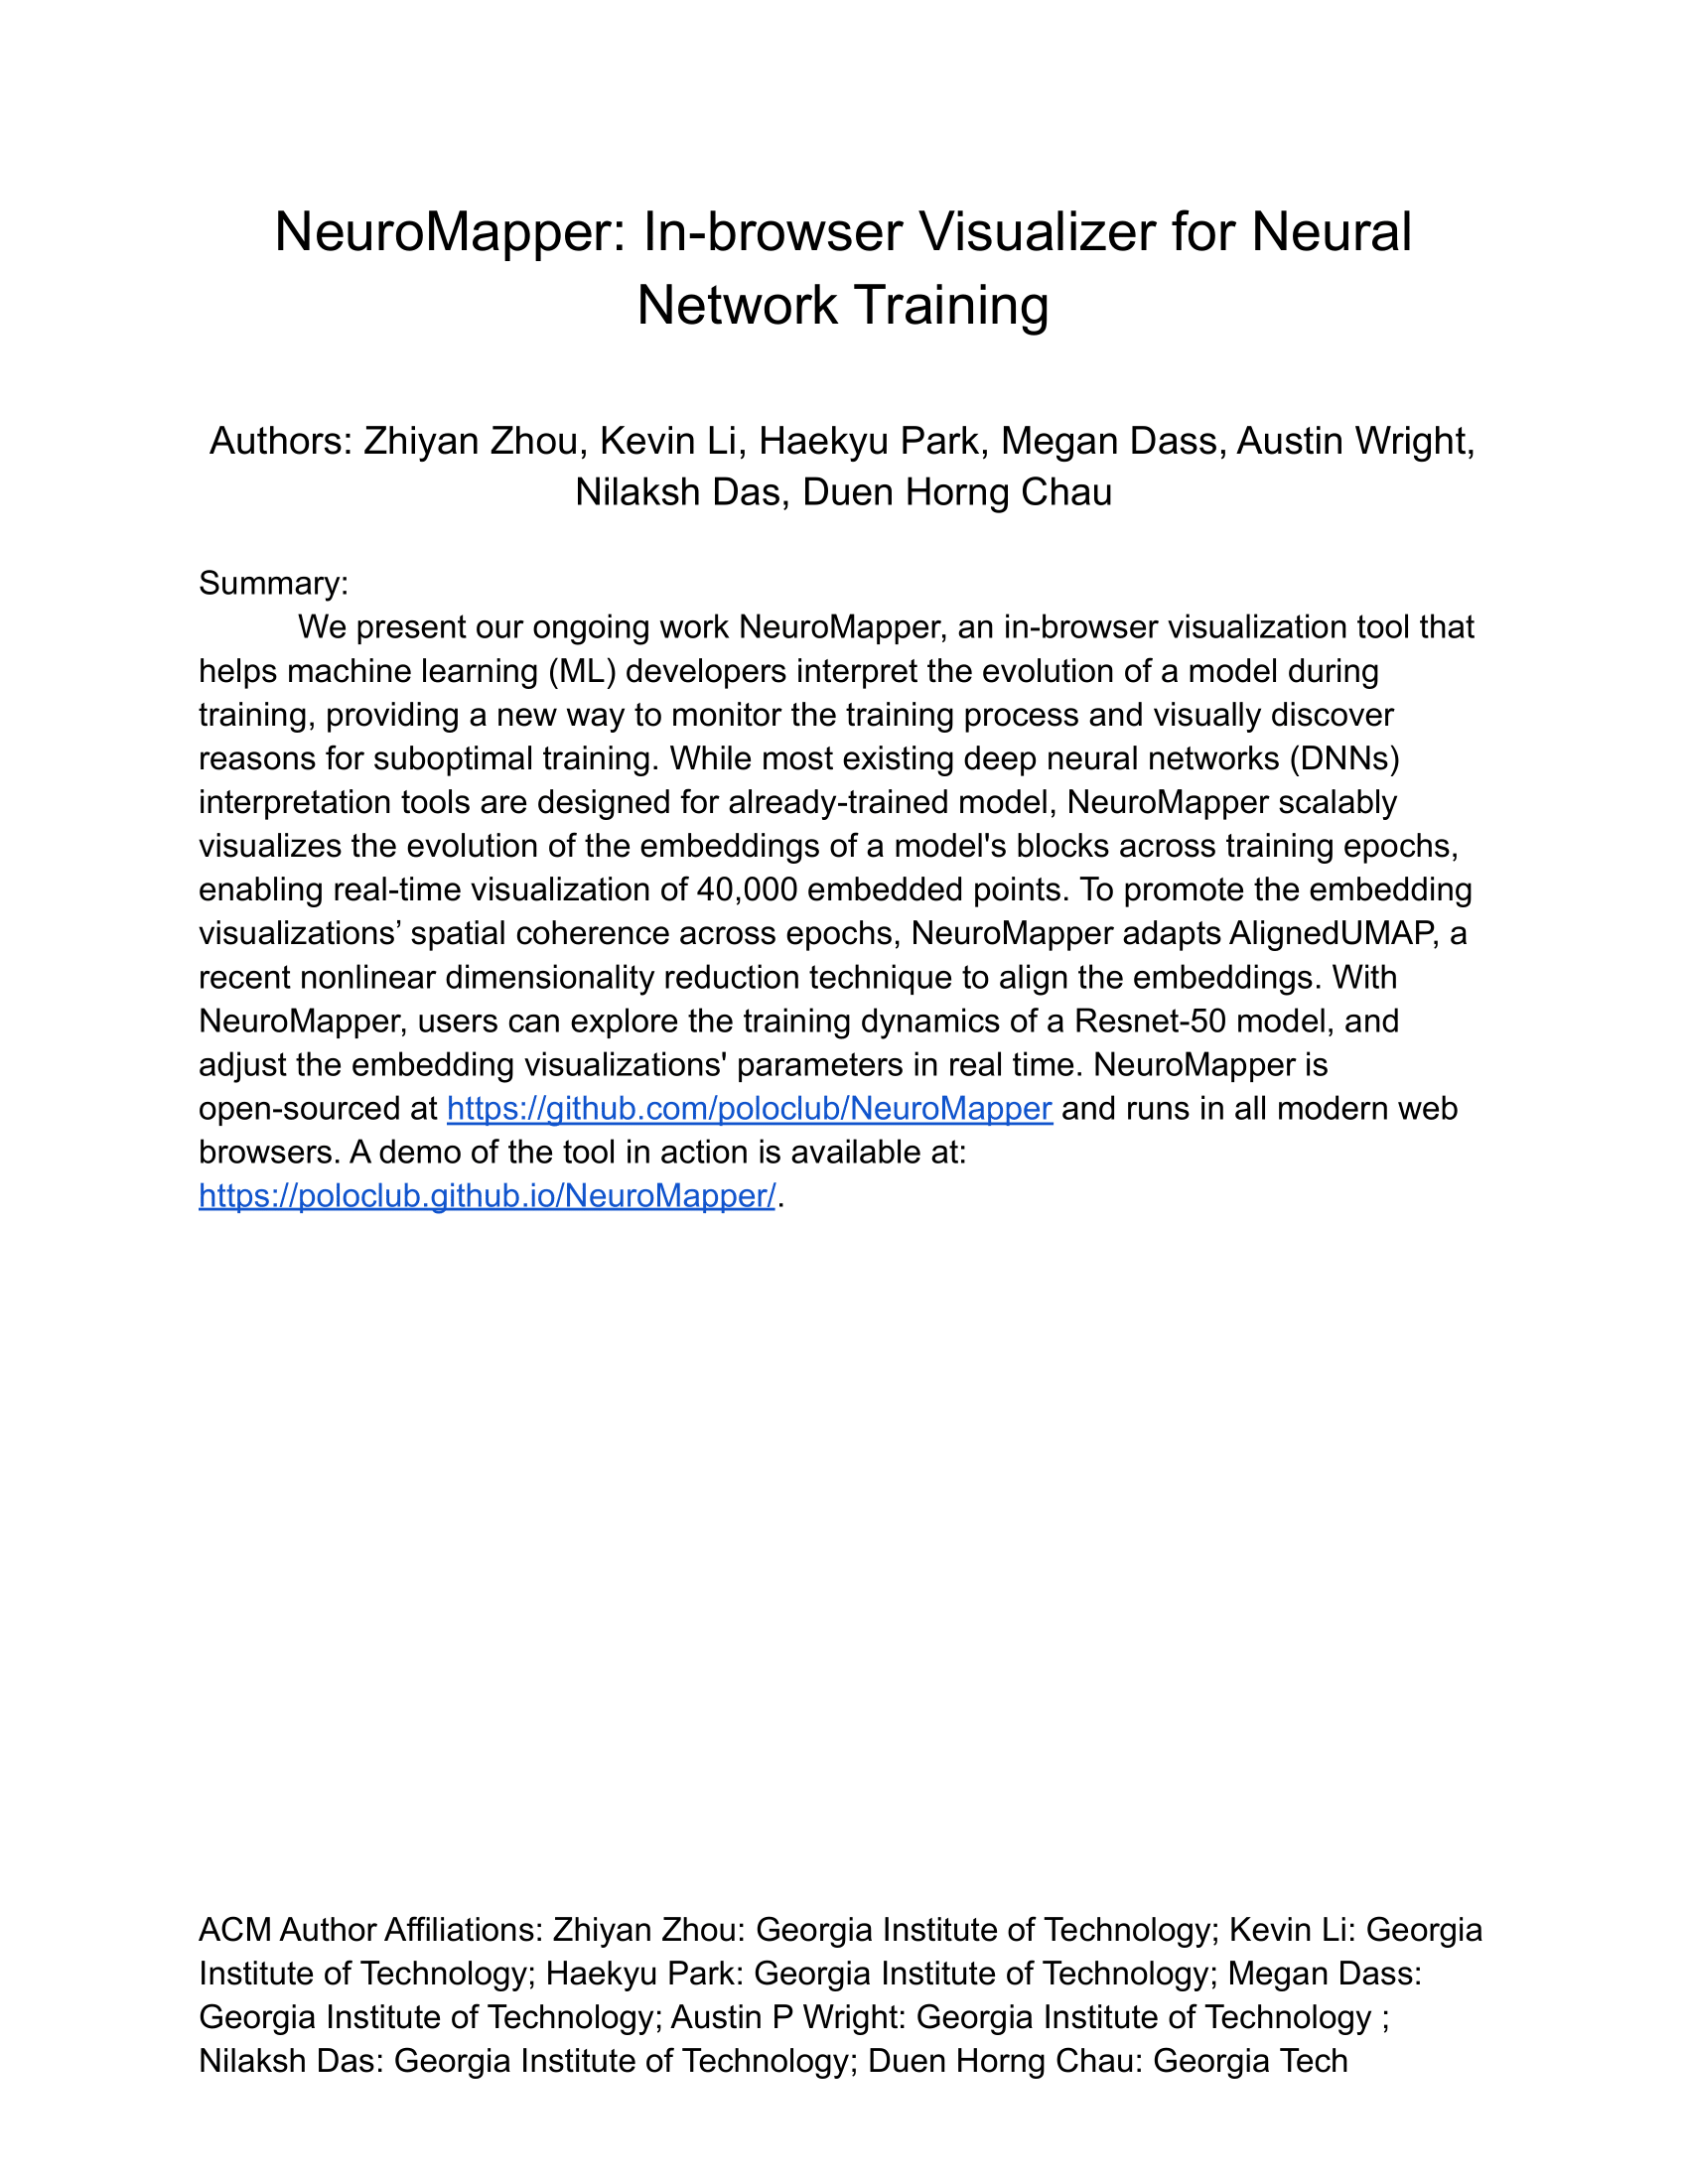 NeuroMapper: In-browser Visualizer for Neural
Network Training
Authors: Zhiyan Zhou, Kevin Li, Haekyu Park, Megan Dass, Austin Wright,
Nilaksh Das, Duen Horng Chau
Summary:
We present our ongoing work NeuroMapper, an in-browser visualization tool that
helps machine learning (ML) developers interpret the evolution of a model during
training, providing a new way to monitor the training process and visually discover
reasons for suboptimal training. While most existing deep neural networks (DNNs)
interpretation tools are designed for already-trained model, NeuroMapper scalably
visualizes the evolution of the embeddings of a model's blocks across training epochs,
enabling real-time visualization of 40,000 embedded points. To promote the embedding
visualizations’ spatial coherence across epochs, NeuroMapper adapts AlignedUMAP, a
recent nonlinear dimensionality reduction technique to align the embeddings. With
NeuroMapper, users can explore the training dynamics of a Resnet-50 model, and
adjust the embedding visualizations' parameters in real time. NeuroMapper is
open-sourced at https://github.com/poloclub/NeuroMapper and runs in all modern web
browsers. A demo of the tool in action is available at:
https://poloclub.github.io/NeuroMapper/.
ACM Author Affiliations: Zhiyan Zhou: Georgia Institute of Technology; Kevin Li: Georgia
Institute of Technology; Haekyu Park: Georgia Institute of Technology; Megan Dass:
Georgia Institute of Technology; Austin P Wright: Georgia Institute of Technology ;
Nilaksh Das: Georgia Institute of Technology; Duen Horng Chau: Georgia Tech